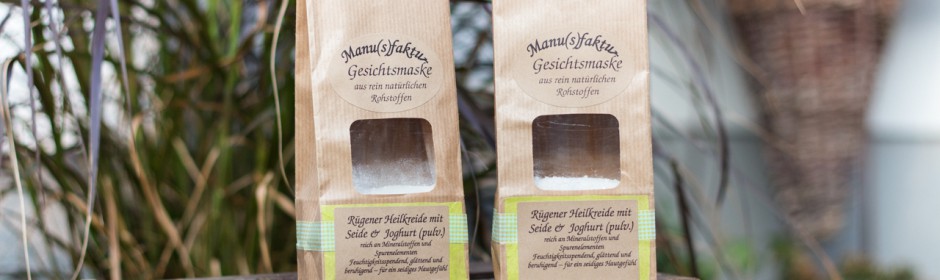 Manu(s)faktur
Gesichtsmaske
aus rein natürlichen
Rohstoffen
Rügener Heilkreide mit
Seide & Joghurt (pulv.)
reich an Mineralstoffen und
Spurenelementen
Feuchtigkeitsspendend, glättend und
beruhigend – für ein seidiges Hautgefühl
Manu(s)faktur
Gesichtsmaske
aus rein natürlichen
Rohstoffen
Rügener Heilkreide mit
Seide & Joghurt (pulv.)
reich an Mineralstoffen und
Spurenelementen
Feuchtigkeitsspendend, glättend und
beruhigend – für ein seidiges Hautgefühl